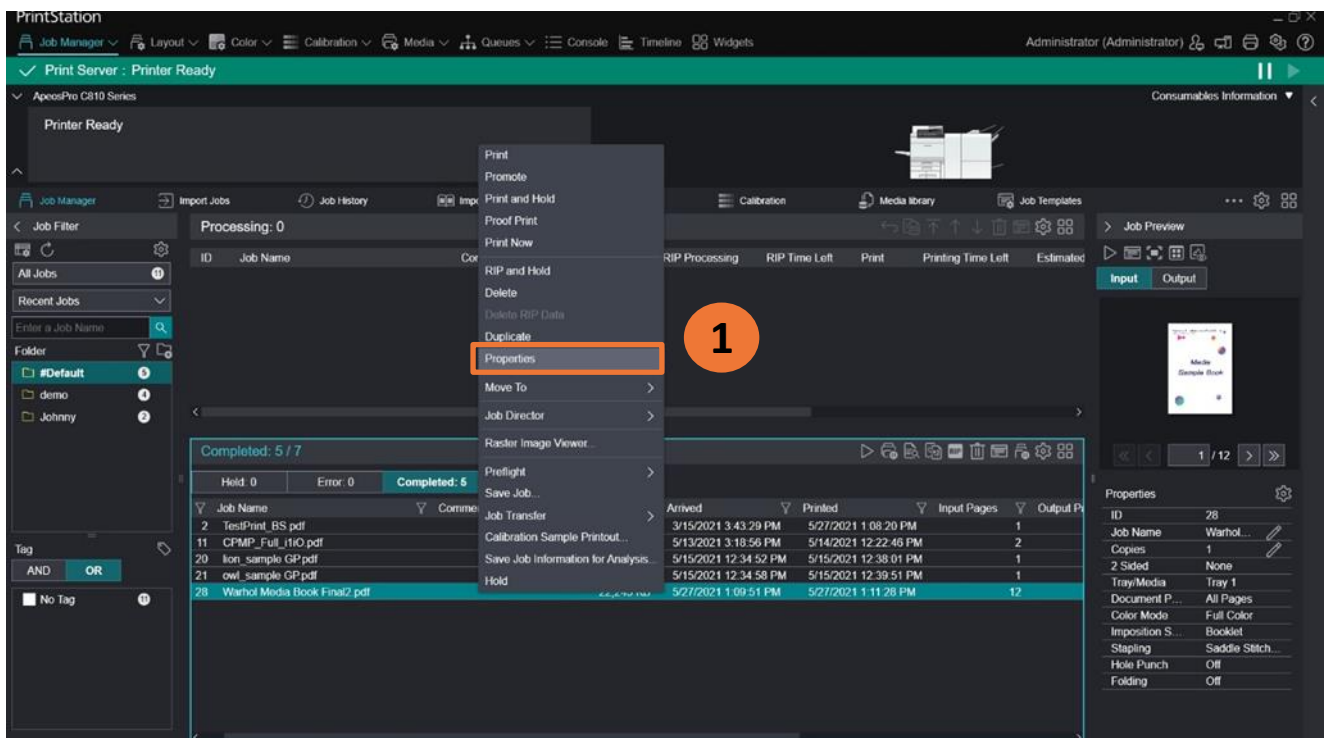 PrintStation
Job Manager Layout Color Calibration Media Queues Console Timeline Widgets Administrator (Administrator)
Print Server : Printer Ready
ApeosPro C810 Series Consumables Information
Printer Ready
Job Manager Import Jobs Job History Calibration Media library Job Templates
Job Filter
All Jobs 11
Recent Jobs
Enter a Job Name
Folder
#Default 5
demo 4
Johnny 2
Tag
AND OR
No Tag 11
Processing: 0
ID Job Name RIP Processing RIP Time Left Print Printing Time Left Estimated
Print
Promote
Print and Hold
Proof Print
Print Now
RIP and Hold
Delete
Delete RIP Data
Duplicate
Properties
1
Move To
Job Director
Raster Image Viewer...
Preflight
Save Job...
Job Transfer
Calibration Sample Printout...
Save Job Information for Analysis...
Hold
Completed: 5 / 7
Held: 0 Error: 0 Completed: 5
Job Name Arrived Printed Input Pages
2 TestPrint_BS.pdf 3/15/2021 3:43:29 PM 5/27/2021 1:08:20 PM 1
11 CPMP_Full_i1iO.pdf 5/13/2021 3:18:56 PM 5/14/2021 12:22:46 PM 2
20 lion_sample GP.pdf 5/15/2021 12:34:52 PM 5/15/2021 12:38:01 PM 1
21 owl_sample GP.pdf 5/15/2021 12:34:58 PM 5/15/2021 12:39:51 PM 1
28 Warhol Media Book Final2.pdf 5/27/2021 1:09:51 PM 5/27/2021 1:11:28 PM 12
Job Preview
Input Output
Media
Sample Book
1 / 12
Properties
ID 28
Job Name Warhol...
Copies 1
2 Sided None
Tray/Media Tray 1
Document P... All Pages
Color Mode Full Color
Imposition S... Booklet
Stapling Saddle Stitch...
Hole Punch Off
Folding Off